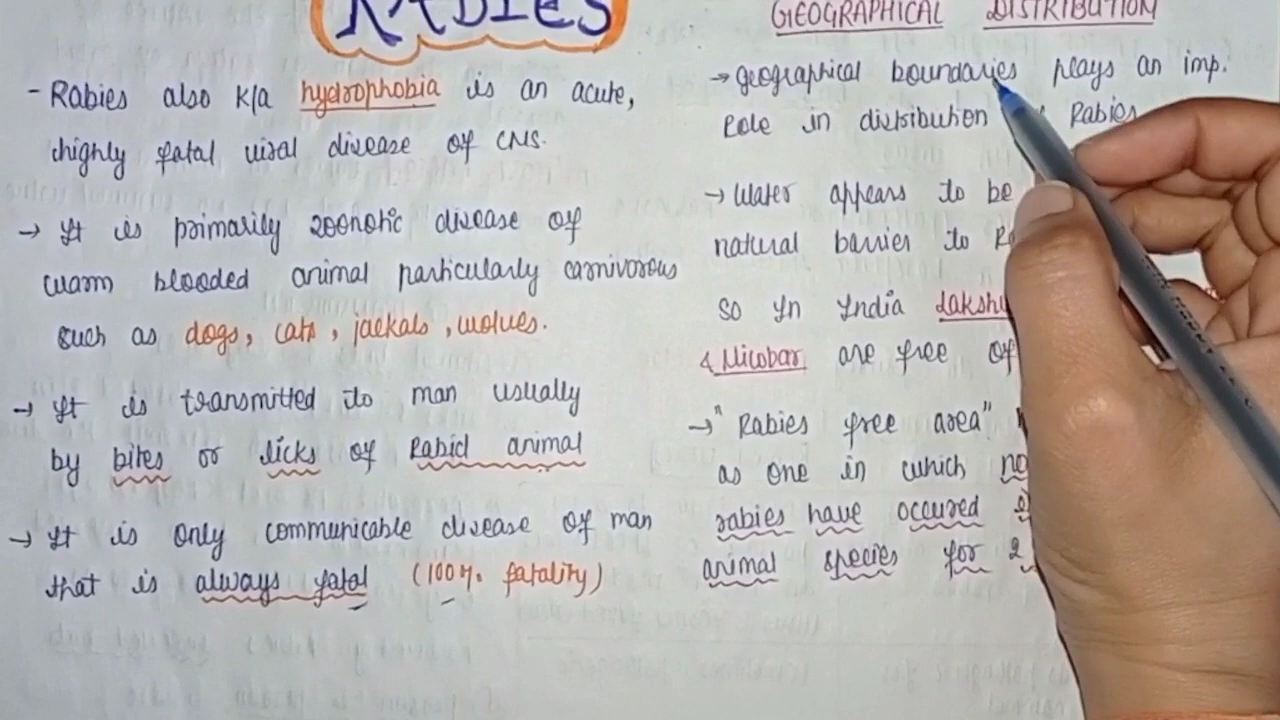 RABIES
- Rabies also k/a hydrophobia is an acute,
highly fatal viral disease of CNS.
→ It is primarily zoonotic disease of
warm blooded animal particularly carnivorous
such as dogs, cats, jackals, wolves.
→ It is transmitted to man usually
by bites or licks of Rabid animal
→ It is only communicable disease of man
that is always fatal (100% fatality)
GEOGRAPHICAL DISTRIBUTION
→ geographical boundaries plays an imp.
Role in distribution Rabies
→ Water appears to be
natural barrier to
so In India
& Nicobar are free of
→ "Rabies free area"
as one in which no
rabies have occured
animal species for 2